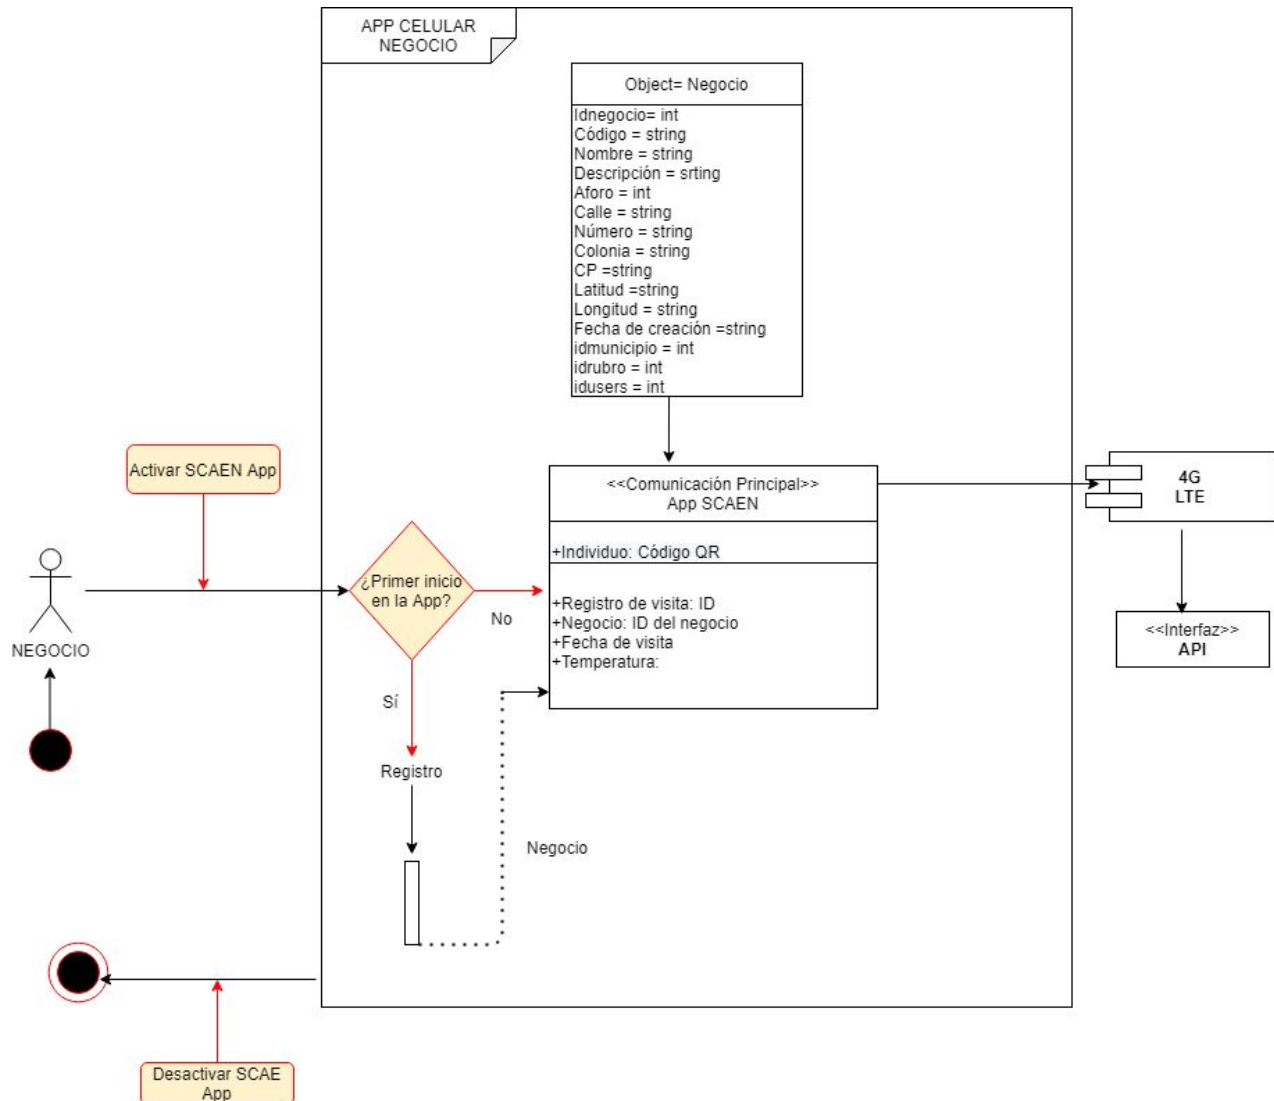 APP CELULAR
NEGOCIO
Object= Negocio
Idnegocio= int
Código = string
Nombre = string
Descripción = srting
Aforo = int
Calle = string
Número = string
Colonia = string
CP =string
Latitud =string
Longitud = string
Fecha de creación =string
idmunicipio = int
idrubro = int
idusers = int
Activar SCAEN App
<<Comunicación Principal>>
App SCAEN
+Individuo: Código QR
+Registro de visita: ID
+Negocio: ID del negocio
+Fecha de visita
+Temperatura:
4G
LTE
<<Interfaz>>
API
¿Primer inicio
en la App?
No
Sí
NEGOCIO
Registro
Negocio
Desactivar SCAE
App